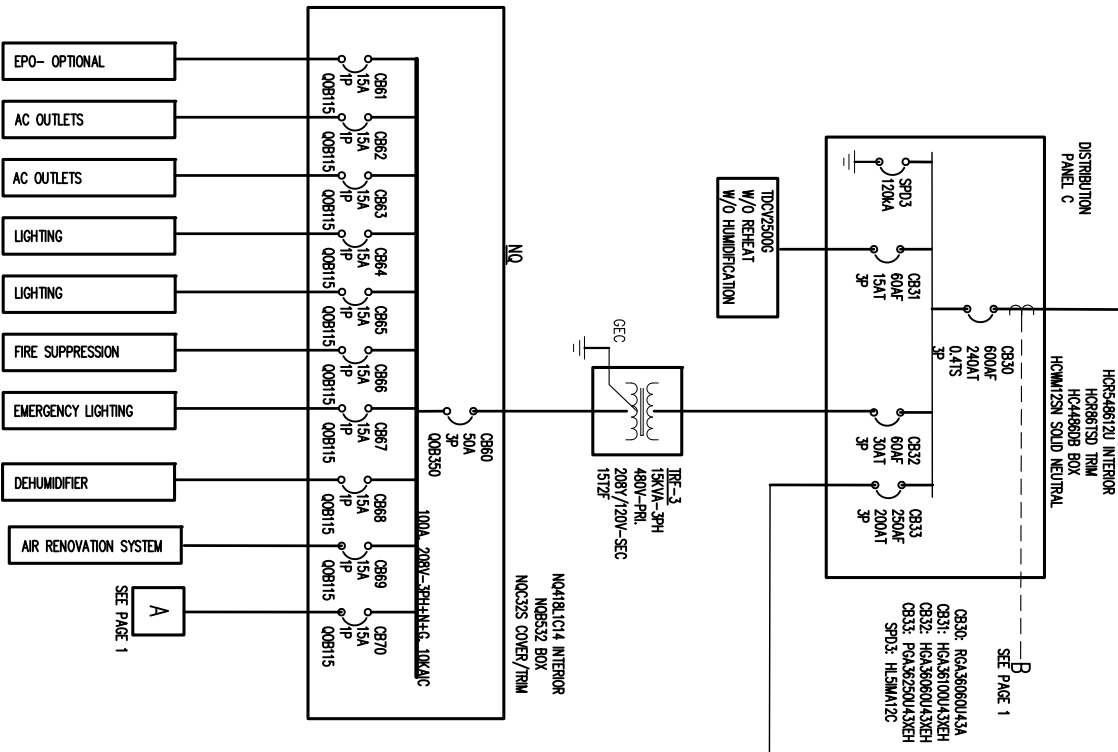 EPO- OPTIONAL
AC OUTLETS
AC OUTLETS
LIGHTING
LIGHTING
FIRE SUPPRESSION
EMERGENCY LIGHTING
DEHUMIDIFIER
AIR RENOVATION SYSTEM
A
SEE PAGE 1
CB61
15A
1P
QOB115
CB62
15A
1P
QOB115
CB63
15A
1P
QOB115
CB64
15A
1P
QOB115
CB65
15A
1P
QOB115
CB66
15A
1P
QOB115
CB67
15A
1P
QOB115
CB68
15A
1P
QOB115
CB69
15A
1P
QOB115
CB70
15A
1P
QOB115
NQ
CB60
50A
3P
QOB350
100A, 208V-3PH+N+G, 10KAIC
NQ418L1C14 INTERIOR
NQB532 BOX
NQC32S COVER/TRIM
GEC
TRF-3
15KVA-3PH
480V-PRI.
208Y/120V-SEC
15T2F
TDCV2500G
W/O REHEAT
W/O HUMIDIFICATION
DISTRIBUTION
PANEL C
SPD3
120kA
CB31
60AF
15AT
3P
CB30
600AF
240AT
0.4TS
3P
CB32
60AF
30AT
3P
CB33
250AF
200AT
3P
HCR548612U INTERIOR
HCR86TSD TRIM
HC4486DB BOX
HCWM12SN SOLID NEUTRAL
B
SEE PAGE 1
CB30: RGA36060U43A
CB31: HGA36100U43XEH
CB32: HGA36060U43XEH
CB33: PGA36250U43XEH
SPD3: HL5IMA12C